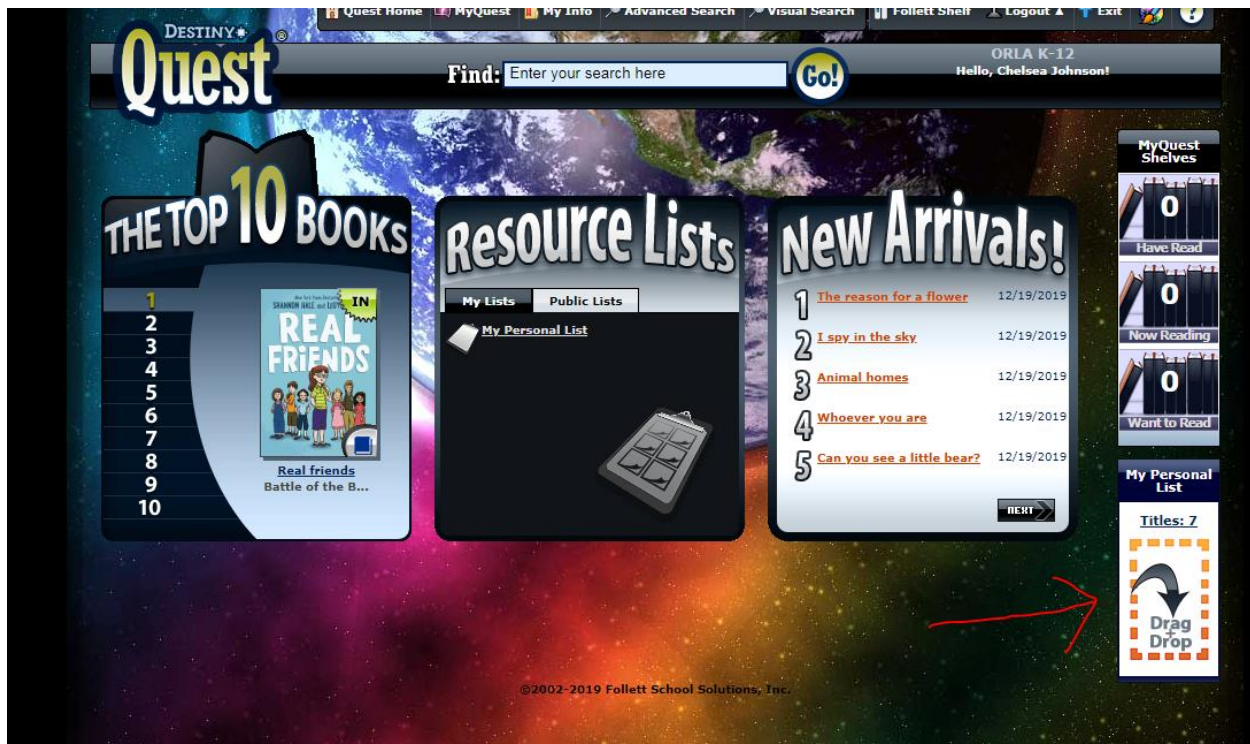 Quest Home MyQuest My Info Advanced Search Visual Search Follett Shelf Logout Exit ?
DESTINY
Quest ®
Find: Enter your search here Go!
ORLA K-12
Hello, Chelsea Johnson!
THE TOP 10 BOOKS
1
2
3
4
5
6
7
8
9
10
SHANNON HALE and
IN
REAL
FRIENDS
Real friends
Battle of the B...
Resource Lists
My Lists Public Lists
My Personal List
New Arrivals!
1 The reason for a flower 12/19/2019
2 I spy in the sky 12/19/2019
3 Animal homes 12/19/2019
4 Whoever you are 12/19/2019
5 Can you see a little bear? 12/19/2019
NEXT
MyQuest
Shelves
0
Have Read
0
Now Reading
0
Want to Read
My Personal
List
Titles: 7
Drag
+
Drop
©2002-2019 Follett School Solutions, Inc.